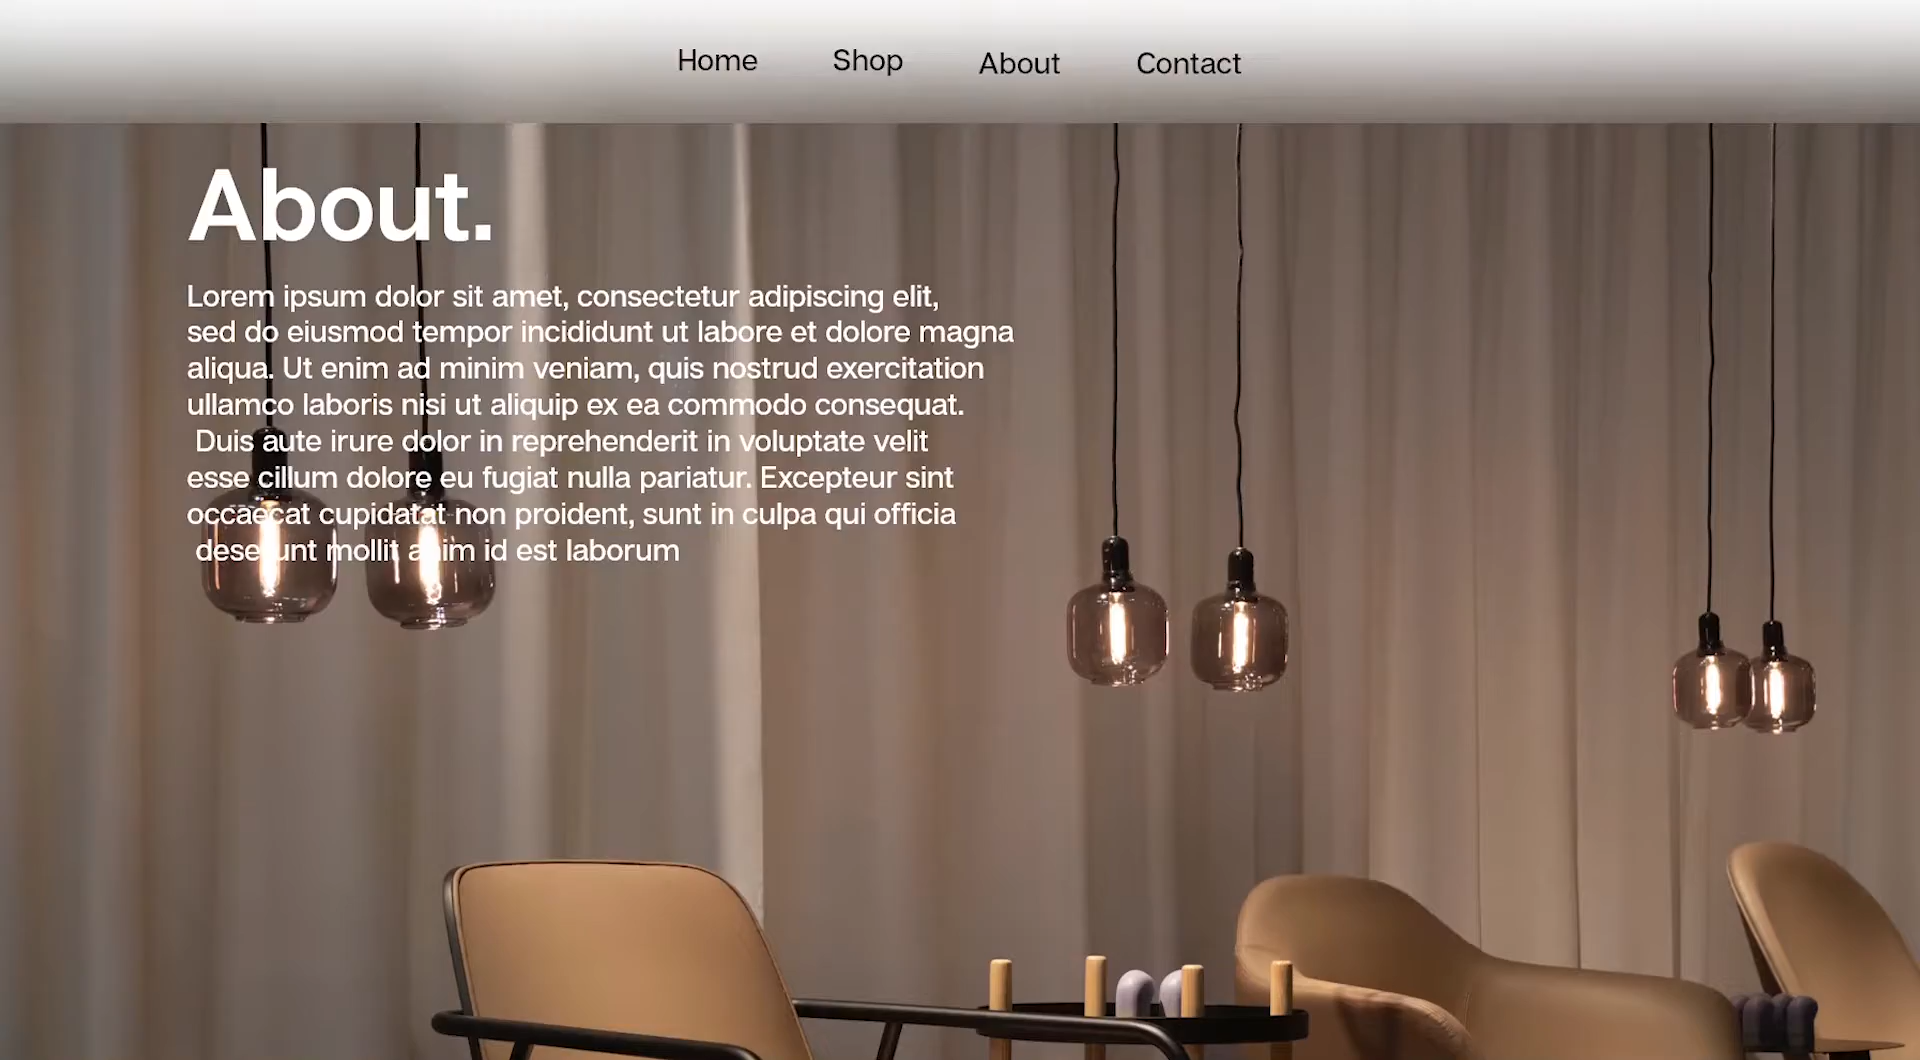 Home Shop About Contact
About.
Lorem ipsum dolor sit amet, consectetur adipiscing elit,
sed do eiusmod tempor incididunt ut labore et dolore magna
aliqua. Ut enim ad minim veniam, quis nostrud exercitation
ullamco laboris nisi ut aliquip ex ea commodo consequat.
Duis aute irure dolor in reprehenderit in voluptate velit
esse cillum dolore eu fugiat nulla pariatur. Excepteur sint
occaecat cupidatat non proident, sunt in culpa qui officia
deserunt mollit anim id est laborum